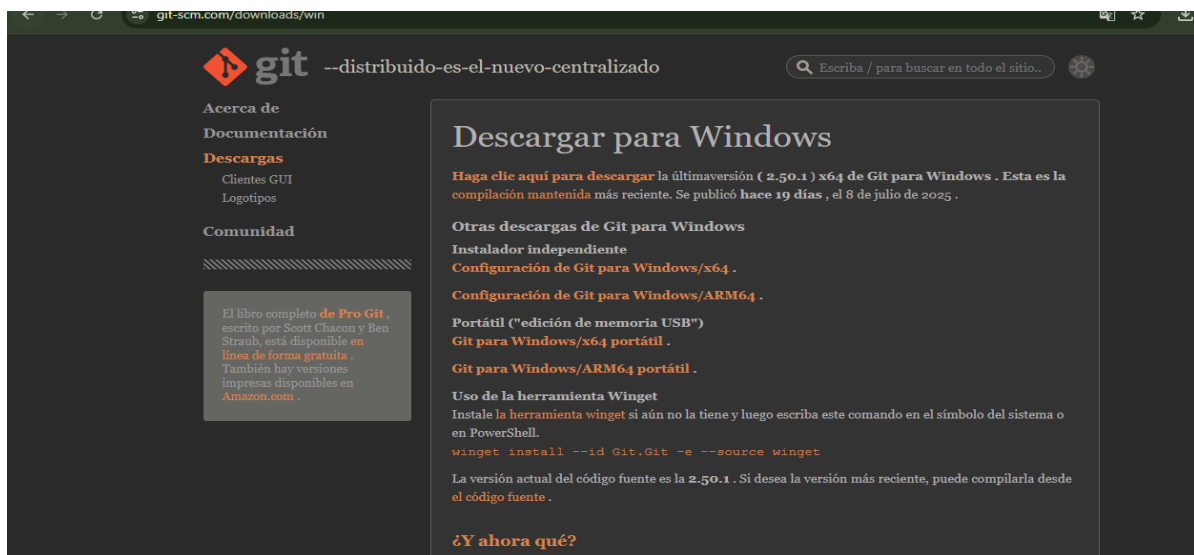 git-scm.com/downloads/win
git --distribuido-es-el-nuevo-centralizado
Escriba / para buscar en todo el sitio..
Acerca de
Documentación
Descargas
Clientes GUI
Logotipos
Comunidad
El libro completo de Pro Git ,
escrito por Scott Chacon y Ben
Straub, está disponible en
línea de forma gratuita .
También hay versiones
impresas disponibles en
Amazon.com .
Descargar para Windows
Haga clic aquí para descargar la últimaversión ( 2.50.1 ) x64 de Git para Windows . Esta es la
compilación mantenida más reciente. Se publicó hace 19 días , el 8 de julio de 2025 .
Otras descargas de Git para Windows
Instalador independiente
Configuración de Git para Windows/x64 .
Configuración de Git para Windows/ARM64 .
Portátil ("edición de memoria USB")
Git para Windows/x64 portátil .
Git para Windows/ARM64 portátil .
Uso de la herramienta Winget
Instale la herramienta winget si aún no la tiene y luego escriba este comando en el símbolo del sistema o
en PowerShell.
winget install --id Git.Git -e --source winget
La versión actual del código fuente es la 2.50.1 . Si desea la versión más reciente, puede compilarla desde
el código fuente .
¿Y ahora qué?